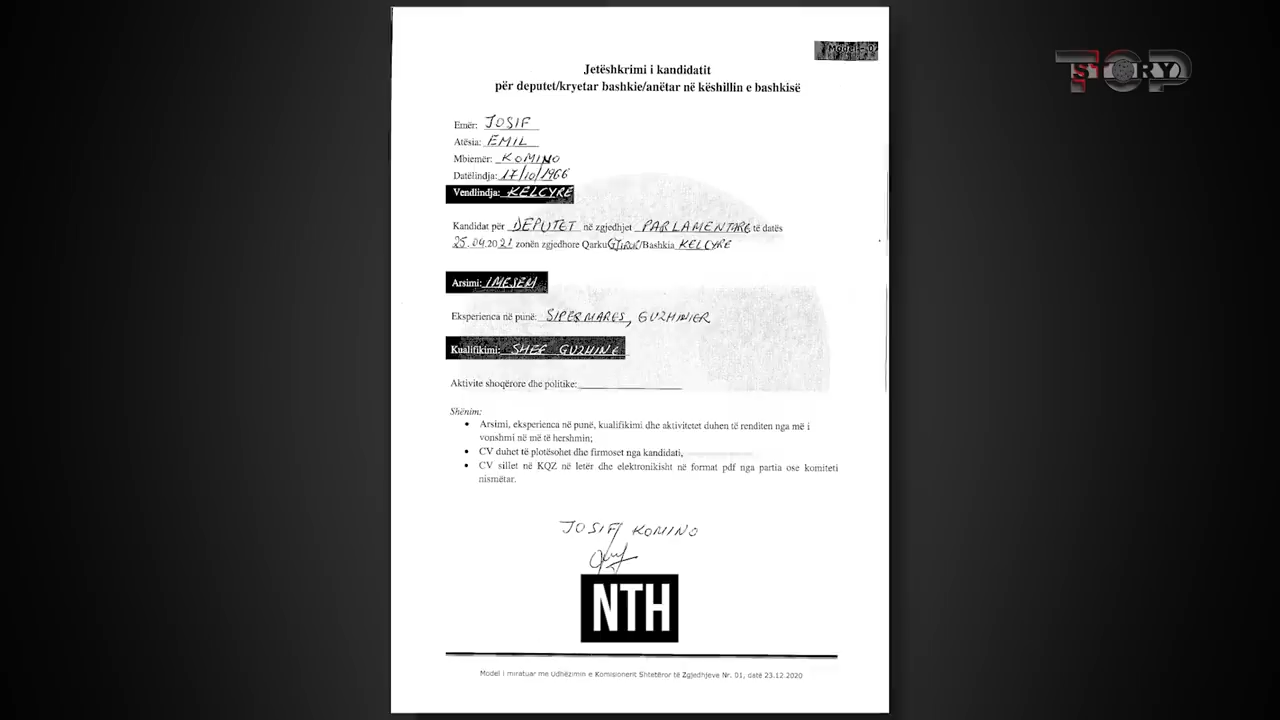 TOP STORY
Jetëshkrimi i kandidatit
për deputet/kryetar bashkie/anëtar në këshillin e bashkisë
Emër: JOSIF
Atësia: EMIL
Mbiemër: KOMINO
Datëlindja: 17/10/1966
Vendlindja: KELCYRE
Kandidat për DEPUTET në zgjedhjet PARLAMENTARE të datës
25.04.2021 zonën zgjedhore Qarku /Bashkia KELCYRE
Arsimi: IMESEM
Eksperienca në punë: SIPERMARES, GUZHINIER
Kualifikimi: SHEF GUZHINE
Aktivite shoqërore dhe politike:
Shënim:
• Arsimi, eksperienca në punë, kualifikimi dhe aktivitetet duhen të renditen nga më i
vonshmi në më të hershmin;
• CV duhet të plotësohet dhe firmoset nga kandidati,
• CV sillet në KQZ në letër dhe elektronikisht në format pdf nga partia ose komiteti
nismëtar.
JOSIF KOMINO
NTH
Model i miratuar me Udhëzimin e Komisionerit Shtetëror të Zgjedhjeve Nr. 01, datë 23.12.2020